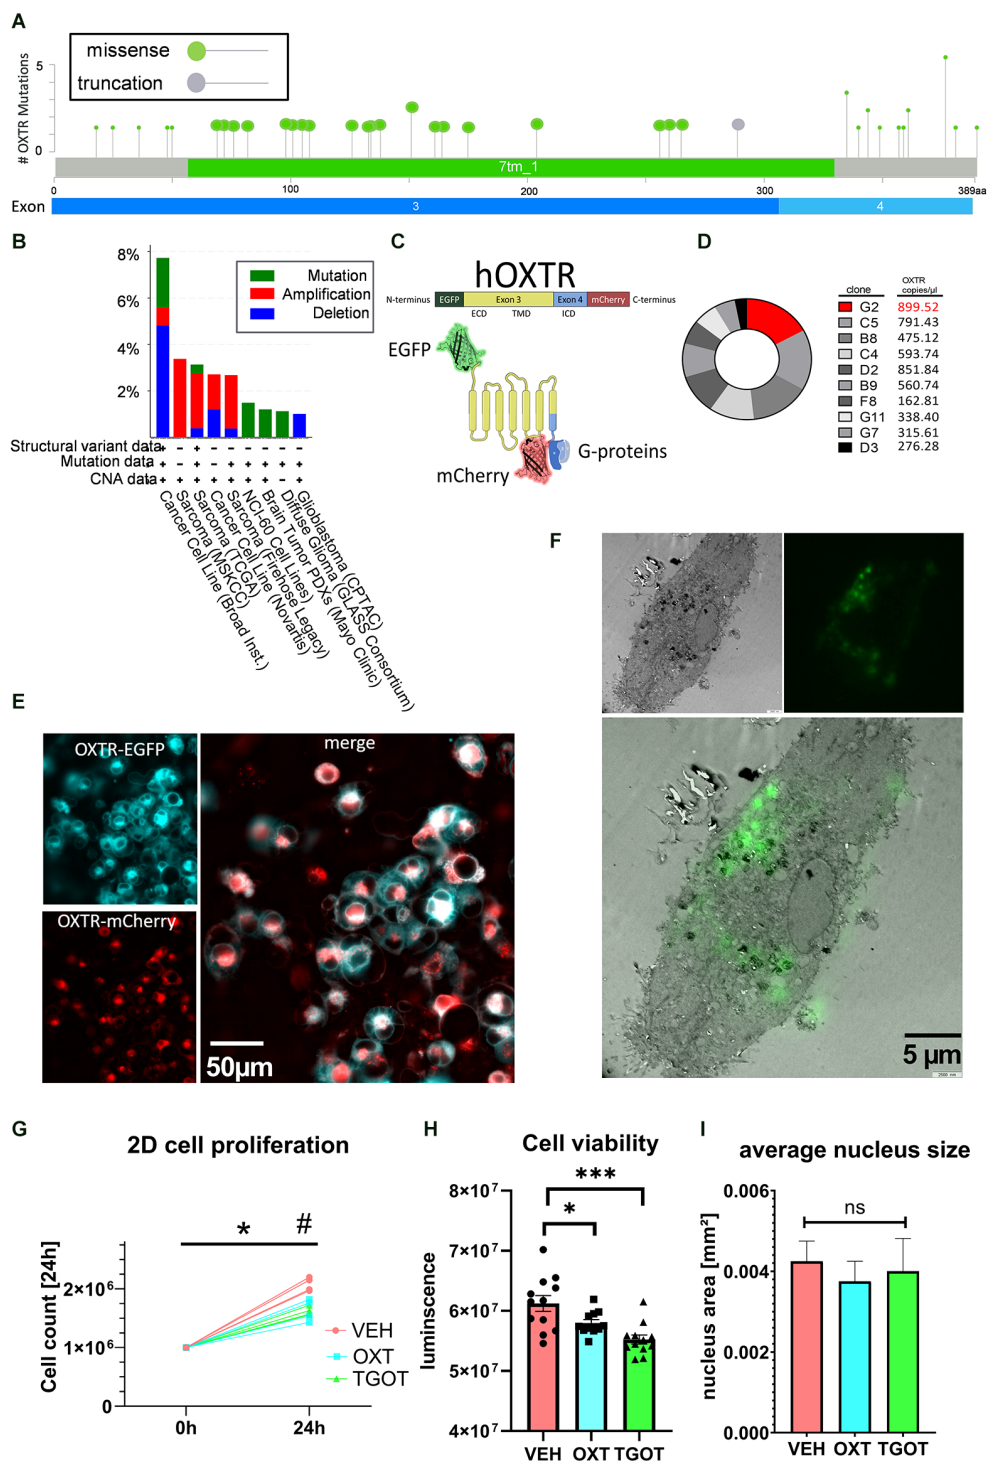 A
missense
truncation
# OXTR Mutations
5
0
7tm_1
0
100
200
300
389aa
Exon
3
4
B
8%
6%
4%
2%
Mutation
Amplification
Deletion
Structural variant data
+ - + - - - - - -
Mutation data
CNA data
Cancer Cell Line (Broad Inst.)
Sarcoma (MSKCC)
Sarcoma (TCGA)
Cancer Cell Line (Novartis)
Sarcoma (Firehose Legacy)
NCI-60 Cell Lines)
Brain Tumor PDXs (Mayo Clinic)
Diffuse Glioma (GLASS Consortium)
Glioblastoma (CPTAC)
C
hOXTR
N-terminus
EGFP
Exon 3
Exon 4
mCherry
C-terminus
ECD
TMD
ICD
EGFP
G-proteins
mCherry
D
clone
OXTR
copies/µl
G2 899.52
C5 791.43
B8 475.12
C4 593.74
D2 851.84
B9 560.74
F8 162.81
G11 338.40
G7 315.61
D3 276.28
E
OXTR-EGFP
OXTR-mCherry
merge
50µm
F
5 µm
G
2D cell proliferation
* #
Cell count [24h]
2×10⁶
1×10⁶
0
0h
24h
VEH
OXT
TGOT
H
Cell viability
***
*
luminscence
8×10⁷
7×10⁷
6×10⁷
5×10⁷
4×10⁷
VEH OXT TGOT
I
average nucleus size
ns
nucleus area [mm²]
0.006
0.004
0.002
0.000
VEH OXT TGOT